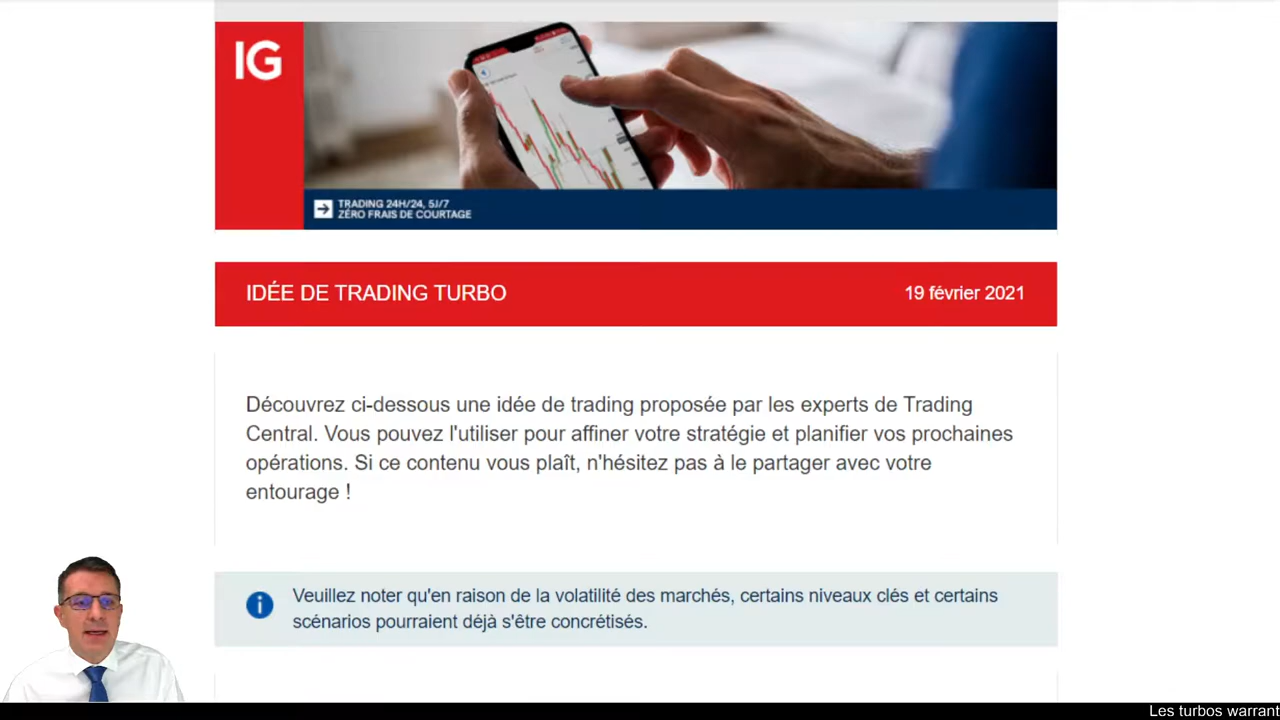 IG
TRADING 24H/24, 5J/7
ZÉRO FRAIS DE COURTAGE
IDÉE DE TRADING TURBO
19 février 2021
Découvrez ci-dessous une idée de trading proposée par les experts de Trading
Central. Vous pouvez l'utiliser pour affiner votre stratégie et planifier vos prochaines
opérations. Si ce contenu vous plaît, n'hésitez pas à le partager avec votre
entourage !
Veuillez noter qu'en raison de la volatilité des marchés, certains niveaux clés et certains
scénarios pourraient déjà s'être concrétisés.
Les turbos warrant